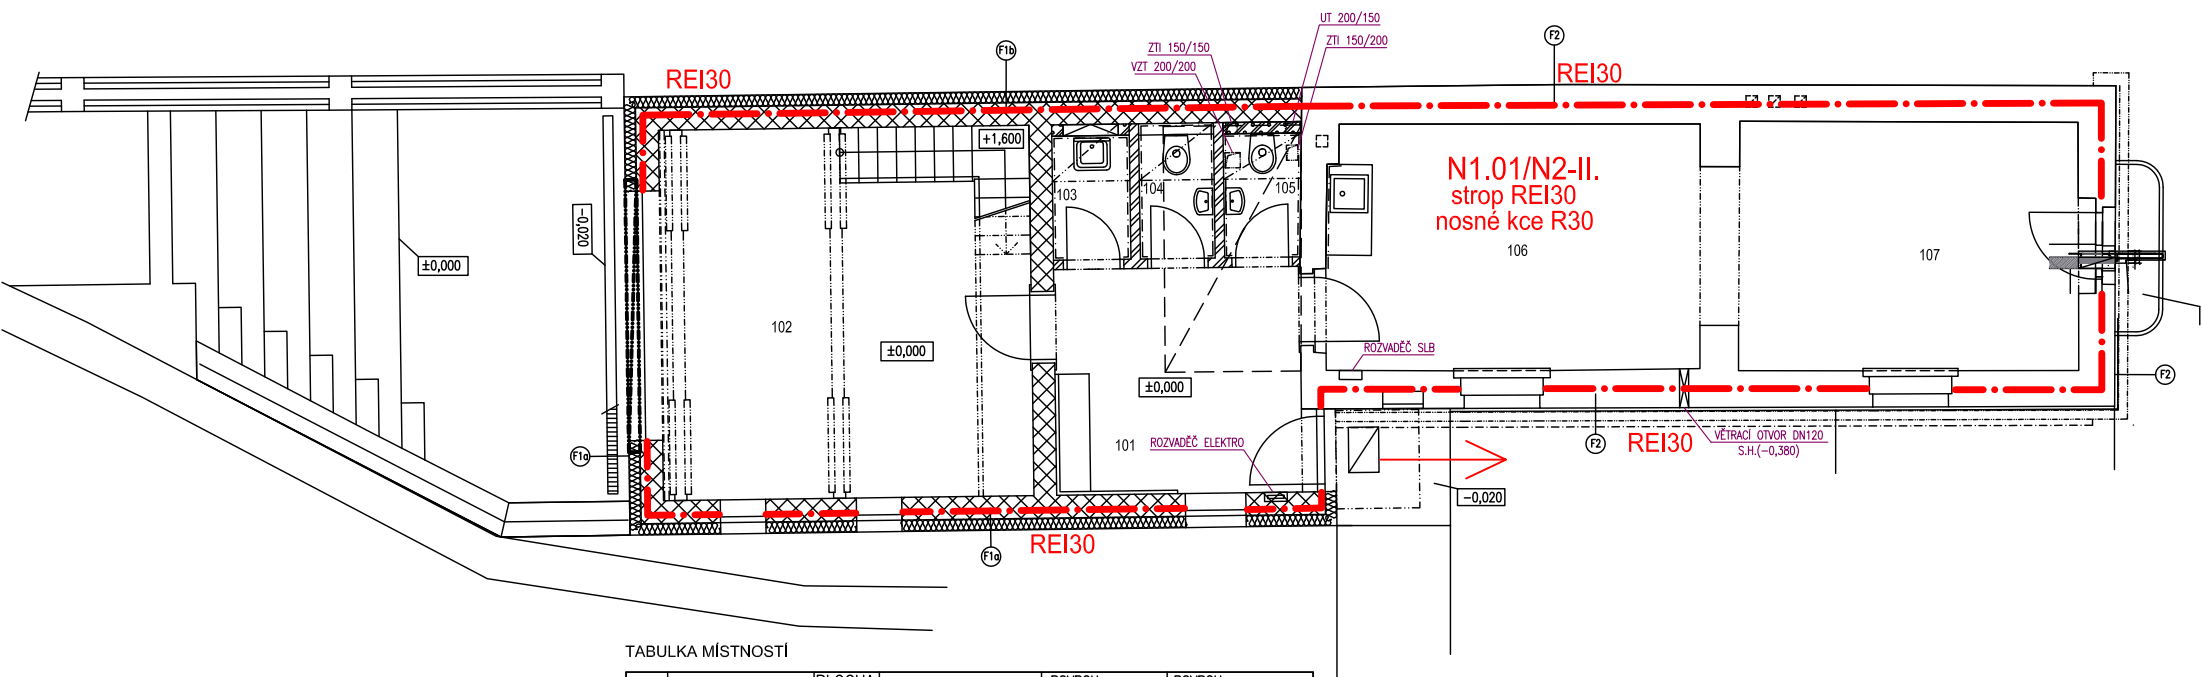 UT 200/150
F1b
F2
ZTI 150/150
ZTI 150/200
VZT 200/200
REI30
REI30
+1,600
N1.01/N2-II.
strop REI30
nosné kce R30
103
104
105
106
107
-0,020
±0,000
102
±0,000
ROZVADĚČ SLB
±0,000
F2
101
ROZVADĚČ ELEKTRO
F1a
F2
REI30
VĚTRACÍ OTVOR DN120
S.H.(-0,380)
-0,020
REI30
F1a
TABULKA MÍSTNOSTÍ
PLOCHA
POVRCH
POVRCH